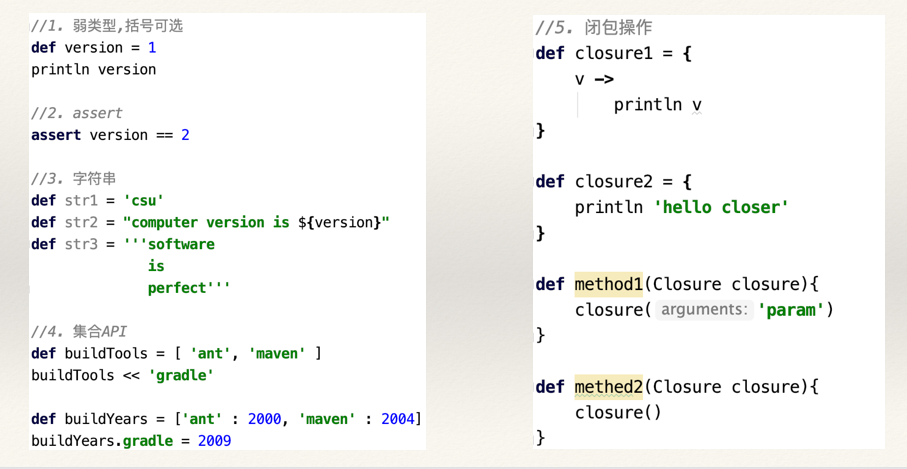 //1. 弱类型,括号可选
def version = 1
println version
//2. assert
assert version == 2
//3. 字符串
def str1 = 'csu'
def str2 = "computer version is ${version}"
def str3 = '''software
is
perfect'''
//4. 集合API
def buildTools = [ 'ant', 'maven' ]
buildTools << 'gradle'
def buildYears = ['ant' : 2000, 'maven' : 2004]
buildYears.gradle = 2009
//5. 闭包操作
def closure1 = {
v ->
println v
}
def closure2 = {
println 'hello closer'
}
def method1(Closure closure){
closure( arguments: 'param')
}
def methed2(Closure closure){
closure()
}